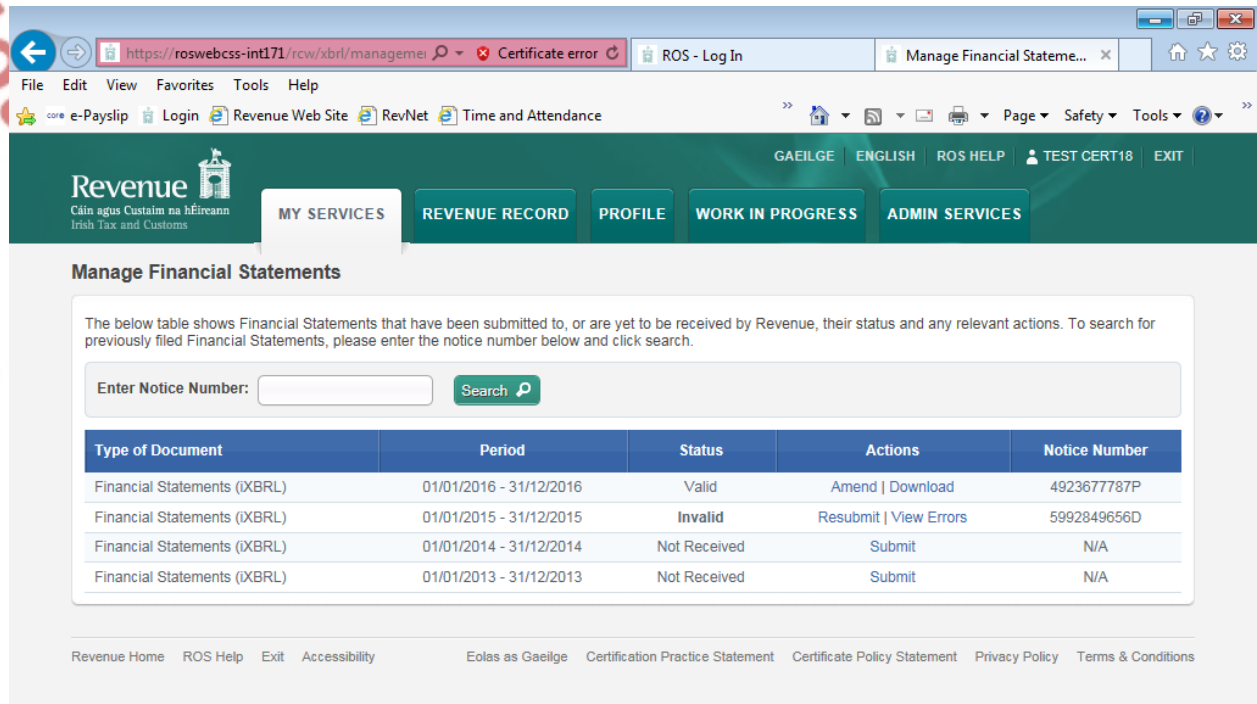 https://roswebcss-int171/rcw/xbrl/managemer
Certificate error
ROS - Log In
Manage Financial Stateme...
File Edit View Favorites Tools Help
core e-Payslip Login Revenue Web Site RevNet Time and Attendance
Page Safety Tools
GAEILGE ENGLISH ROS HELP TEST CERT18 EXIT
Revenue
Cáin agus Custaim na hÉireann
Irish Tax and Customs
MY SERVICES REVENUE RECORD PROFILE WORK IN PROGRESS ADMIN SERVICES
Manage Financial Statements
The below table shows Financial Statements that have been submitted to, or are yet to be received by Revenue, their status and any relevant actions. To search for
previously filed Financial Statements, please enter the notice number below and click search.
Enter Notice Number: Search
Type of Document Period Status Actions Notice Number
Financial Statements (iXBRL) 01/01/2016 - 31/12/2016 Valid Amend | Download 4923677787P
Financial Statements (iXBRL) 01/01/2015 - 31/12/2015 Invalid Resubmit | View Errors 5992849656D
Financial Statements (iXBRL) 01/01/2014 - 31/12/2014 Not Received Submit N/A
Financial Statements (iXBRL) 01/01/2013 - 31/12/2013 Not Received Submit N/A
Revenue Home ROS Help Exit Accessibility Eolas as Gaeilge Certification Practice Statement Certificate Policy Statement Privacy Policy Terms & Conditions